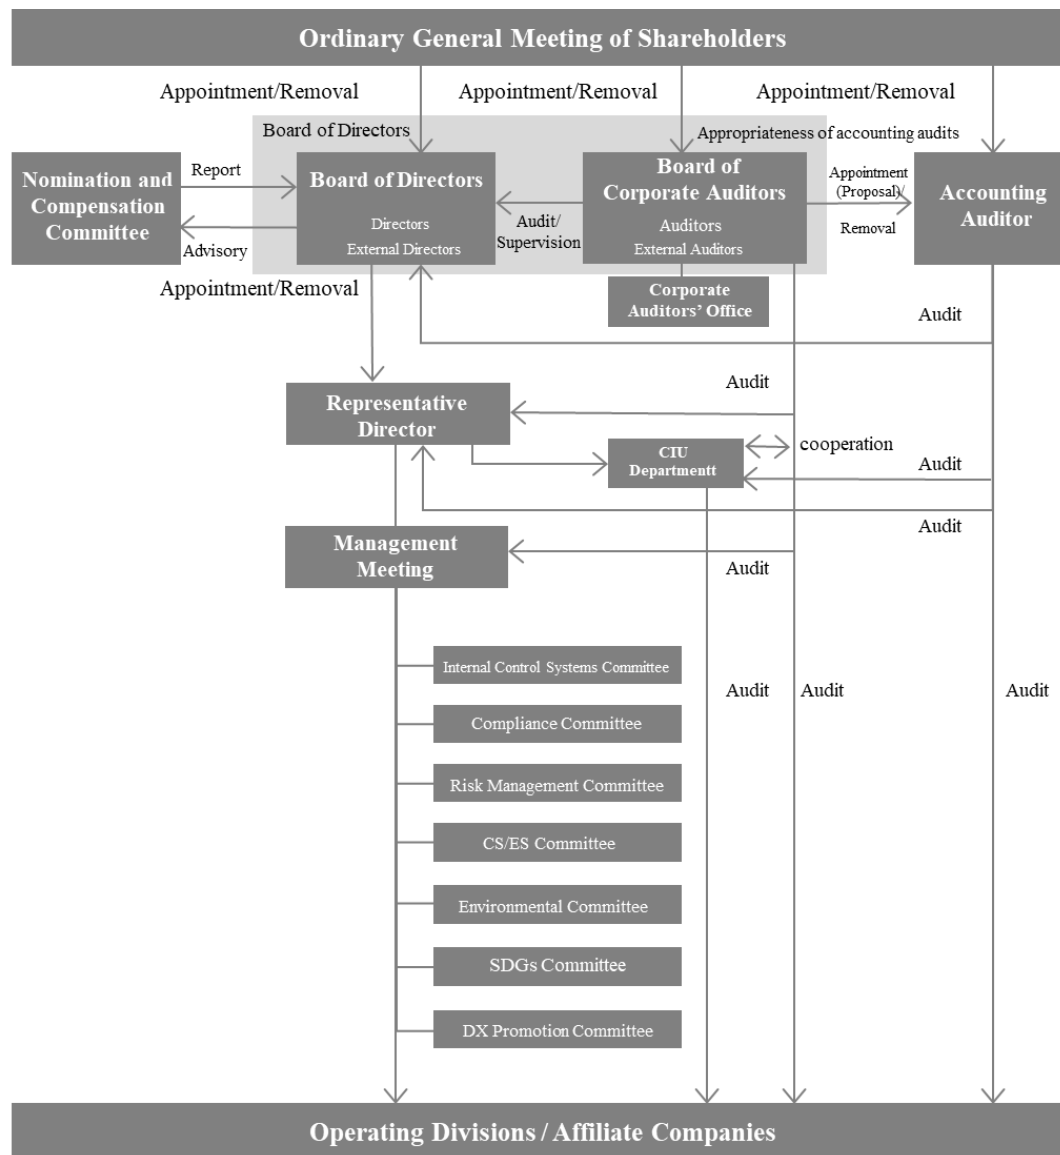 Ordinary General Meeting of Shareholders
Appointment/Removal
Appointment/Removal
Appointment/Removal
Board of Directors
Appropriateness of accounting audits
Nomination and
Compensation
Committee
Report
Advisory
Board of Directors
Directors
External Directors
Audit/
Supervision
Board of
Corporate Auditors
Auditors
External Auditors
Appointment
(Proposal)/
Removal
Accounting
Auditor
Appointment/Removal
Corporate
Auditors’ Office
Audit
Audit
Representative
Director
CIU
Departmentt
cooperation
Audit
Audit
Management
Meeting
Audit
Internal Control Systems Committee
Audit
Audit
Audit
Compliance Committee
Risk Management Committee
CS/ES Committee
Environmental Committee
SDGs Committee
DX Promotion Committee
Operating Divisions / Affiliate Companies